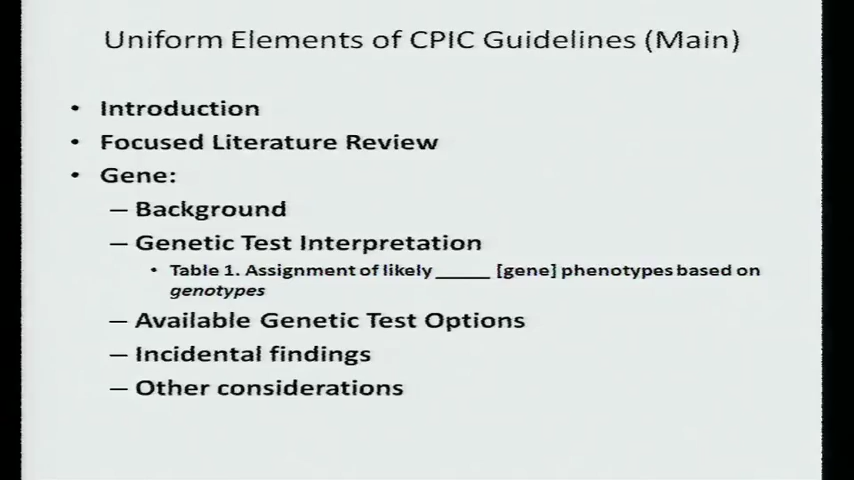 Uniform Elements of CPIC Guidelines (Main)
• Introduction
• Focused Literature Review
• Gene:
– Background
– Genetic Test Interpretation
• Table 1. Assignment of likely _____ [gene] phenotypes based on
genotypes
– Available Genetic Test Options
– Incidental findings
– Other considerations